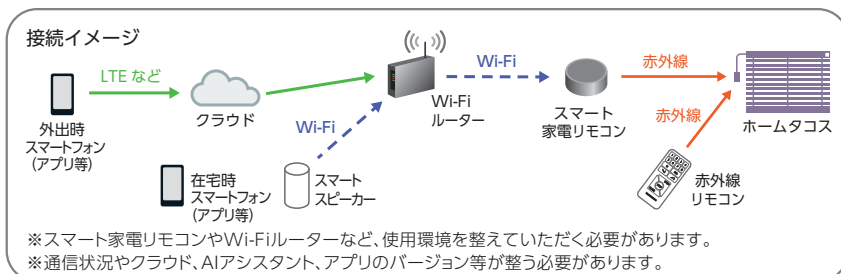 接続イメージ
LTE など
Wi-Fi
赤外線
クラウド
Wi-Fi
ルーター
スマート
家電リモコン
ホームタコス
外出時
スマートフォン
(アプリ等)
Wi-Fi
赤外線
在宅時
スマートフォン
(アプリ等)
スマート
スピーカー
赤外線
リモコン
※スマート家電リモコンやWi-Fiルーターなど、使用環境を整えていただく必要があります。
※通信状況やクラウド、AIアシスタント、アプリのバージョン等が整う必要があります。